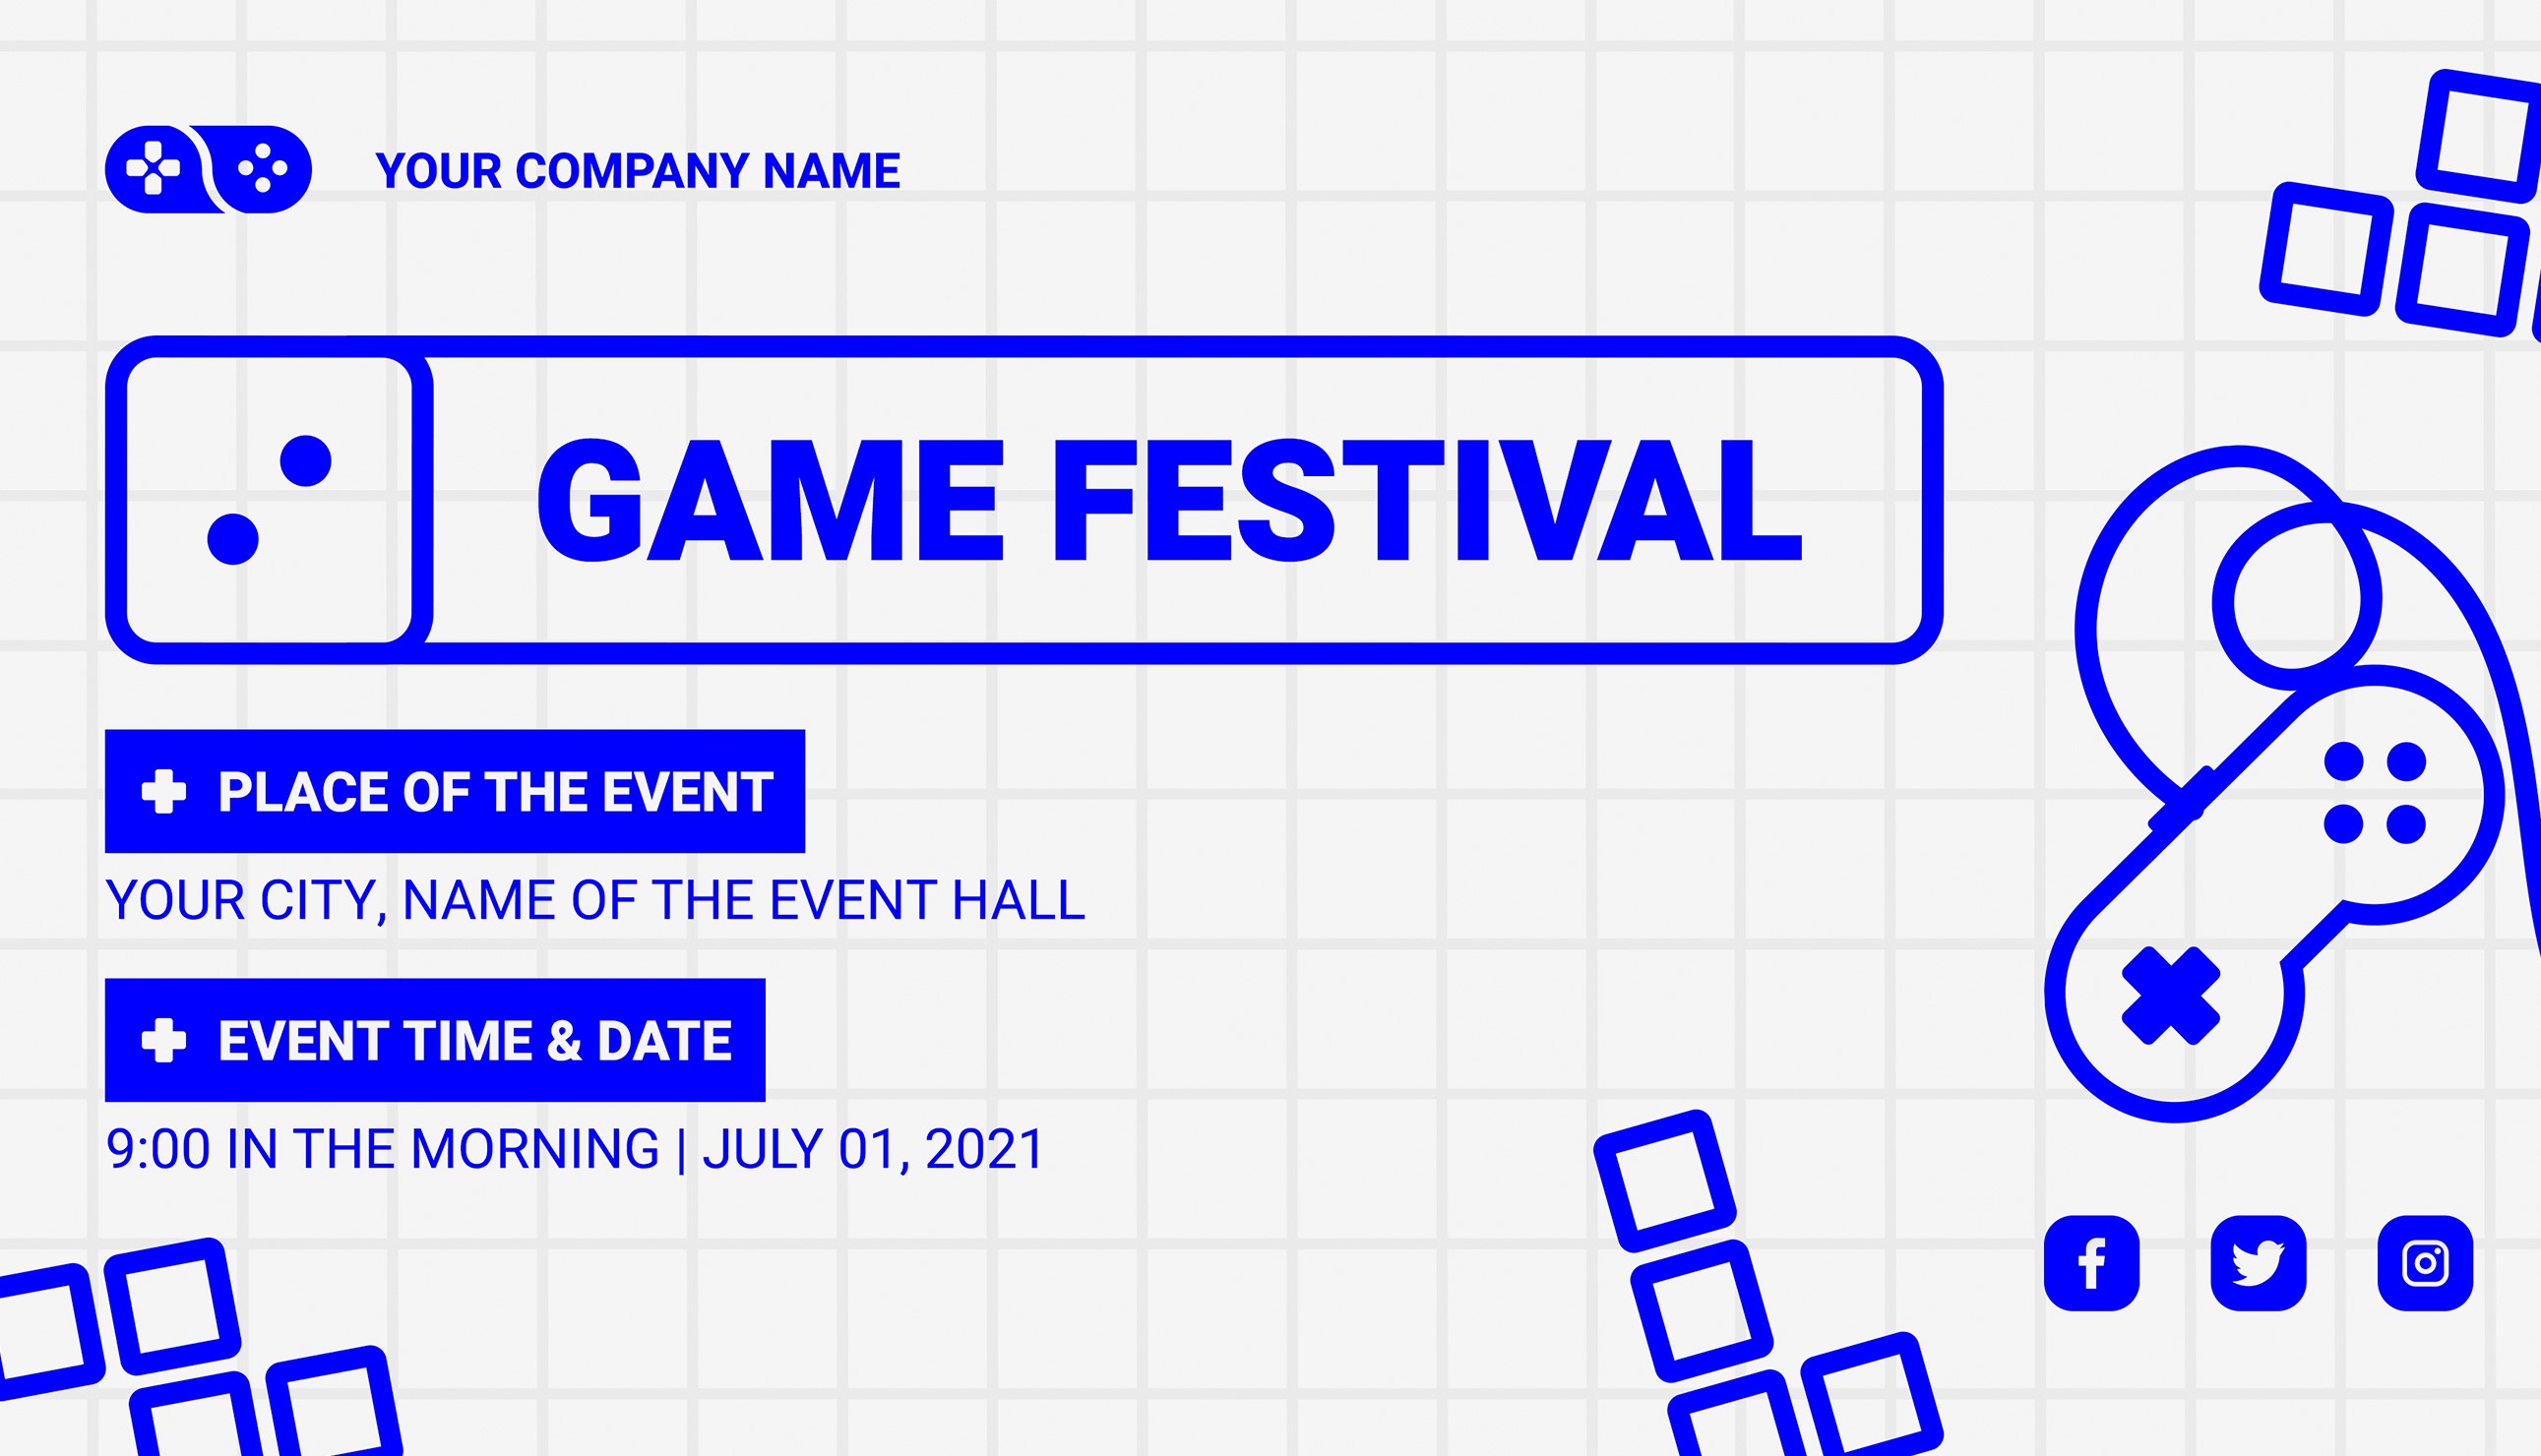 YOUR COMPANY NAME
GAME FESTIVAL
PLACE OF THE EVENT
YOUR CITY, NAME OF THE EVENT HALL
EVENT TIME & DATE
9:00 IN THE MORNING | JULY 01, 2021